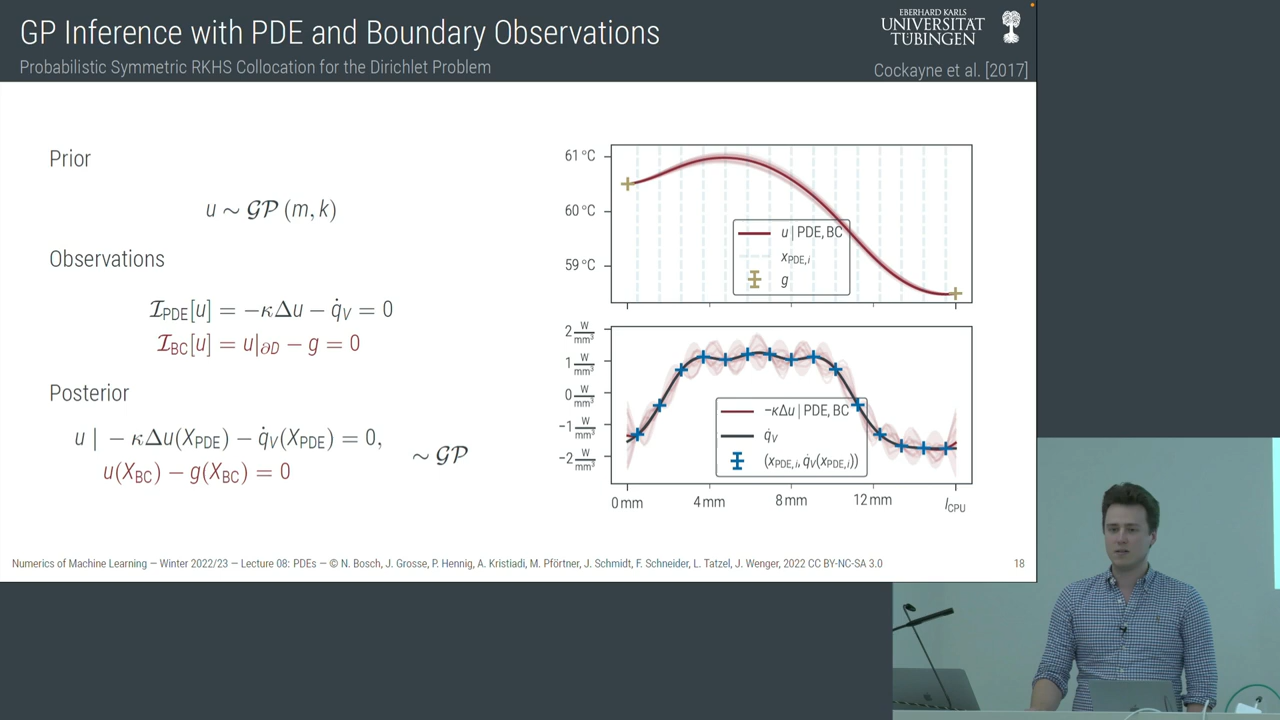 GP Inference with PDE and Boundary Observations
Probabilistic Symmetric RKHS Collocation for the Dirichlet Problem
EBERHARD KARLS
UNIVERSITÄT
TÜBINGEN
Cockayne et al. [2017]
Prior
u ∼ 𝒢𝒫 (m, k)
Observations
ℐ_PDE[u] = −κΔu − q̇_V = 0
ℐ_BC[u] = u|_∂D − g = 0
Posterior
u | − κΔu(X_PDE) − q̇_V(X_PDE) = 0,
u(X_BC) − g(X_BC) = 0
∼ 𝒢𝒫
61 °C
60 °C
59 °C
u | PDE, BC
x_PDE,i
g
2 W/mm³
1 W/mm³
0 W/mm³
−1 W/mm³
−2 W/mm³
−κΔu | PDE, BC
q̇_V
(x_PDE,i, q̇_V(x_PDE,i))
0 mm 4 mm 8 mm 12 mm l_CPU
Numerics of Machine Learning — Winter 2022/23 — Lecture 08: PDEs — © N. Bosch, J. Grosse, P. Hennig, A. Kristiadi, M. Pförtner, J. Schmidt, F. Schneider, L. Tatzel, J. Wenger, 2022 CC BY-NC-SA 3.0
18